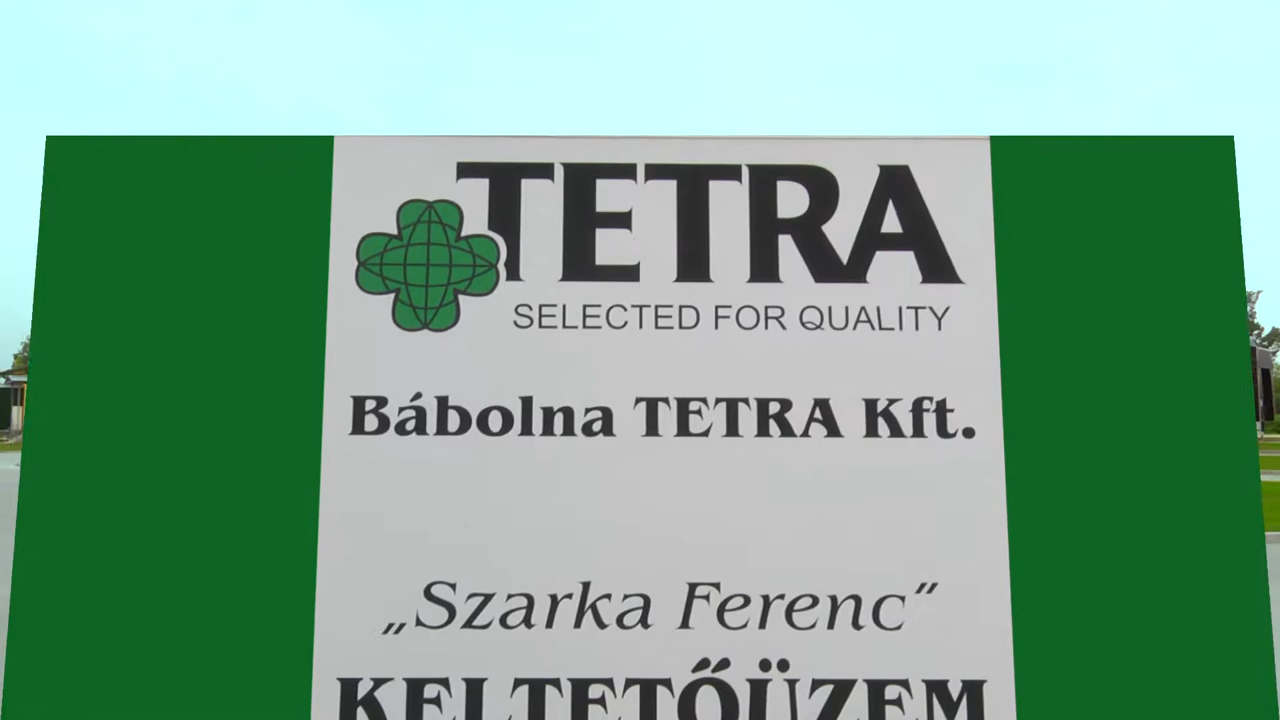 TETRA
SELECTED FOR QUALITY
Bábolna TETRA Kft.
„Szarka Ferenc”
KELTETŐÜZEM